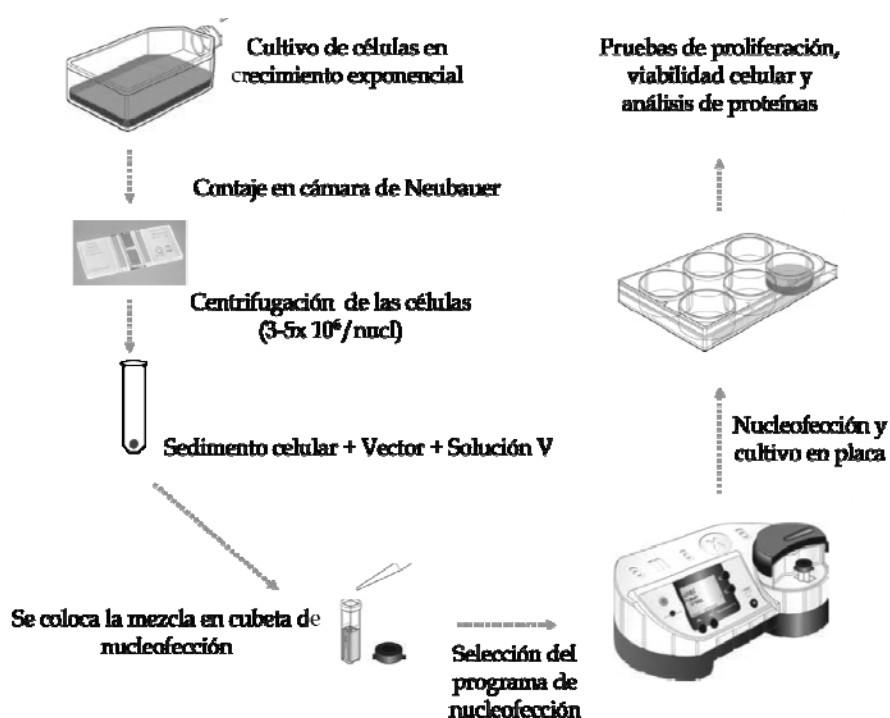 Cultivo de células en
crecimiento exponencial
Contaje en cámara de Neubauer
Centrifugación de las células
(3-5x 10⁶/nucl)
Sedimento celular + Vector + Solución V
Se coloca la mezcla en cubeta de
nucleofección
Selección del
programa de
nucleofección
Nucleofección y
cultivo en placa
Pruebas de proliferación,
viabilidad celular y
análisis de proteínas